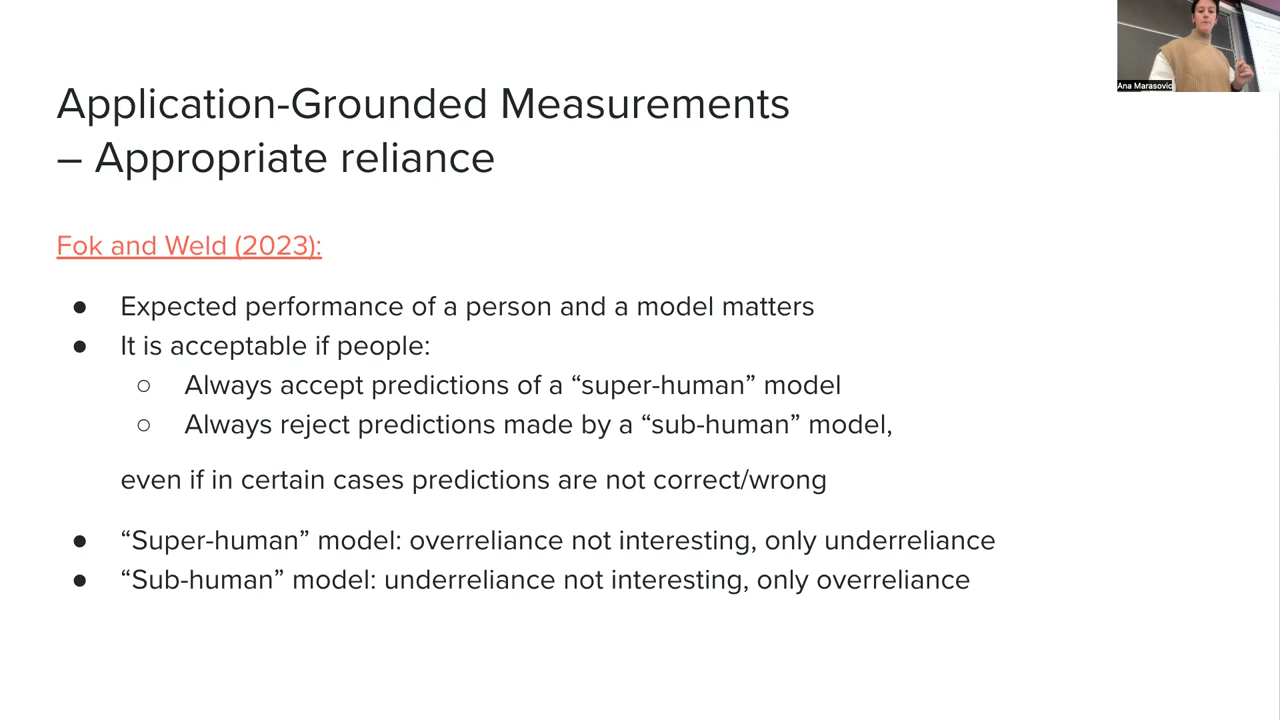 Application-Grounded Measurements
– Appropriate reliance
Fok and Weld (2023):
● Expected performance of a person and a model matters
● It is acceptable if people:
○ Always accept predictions of a “super-human” model
○ Always reject predictions made by a “sub-human” model,
even if in certain cases predictions are not correct/wrong
● “Super-human” model: overreliance not interesting, only underreliance
● “Sub-human” model: underreliance not interesting, only overreliance
Ana Marasovic